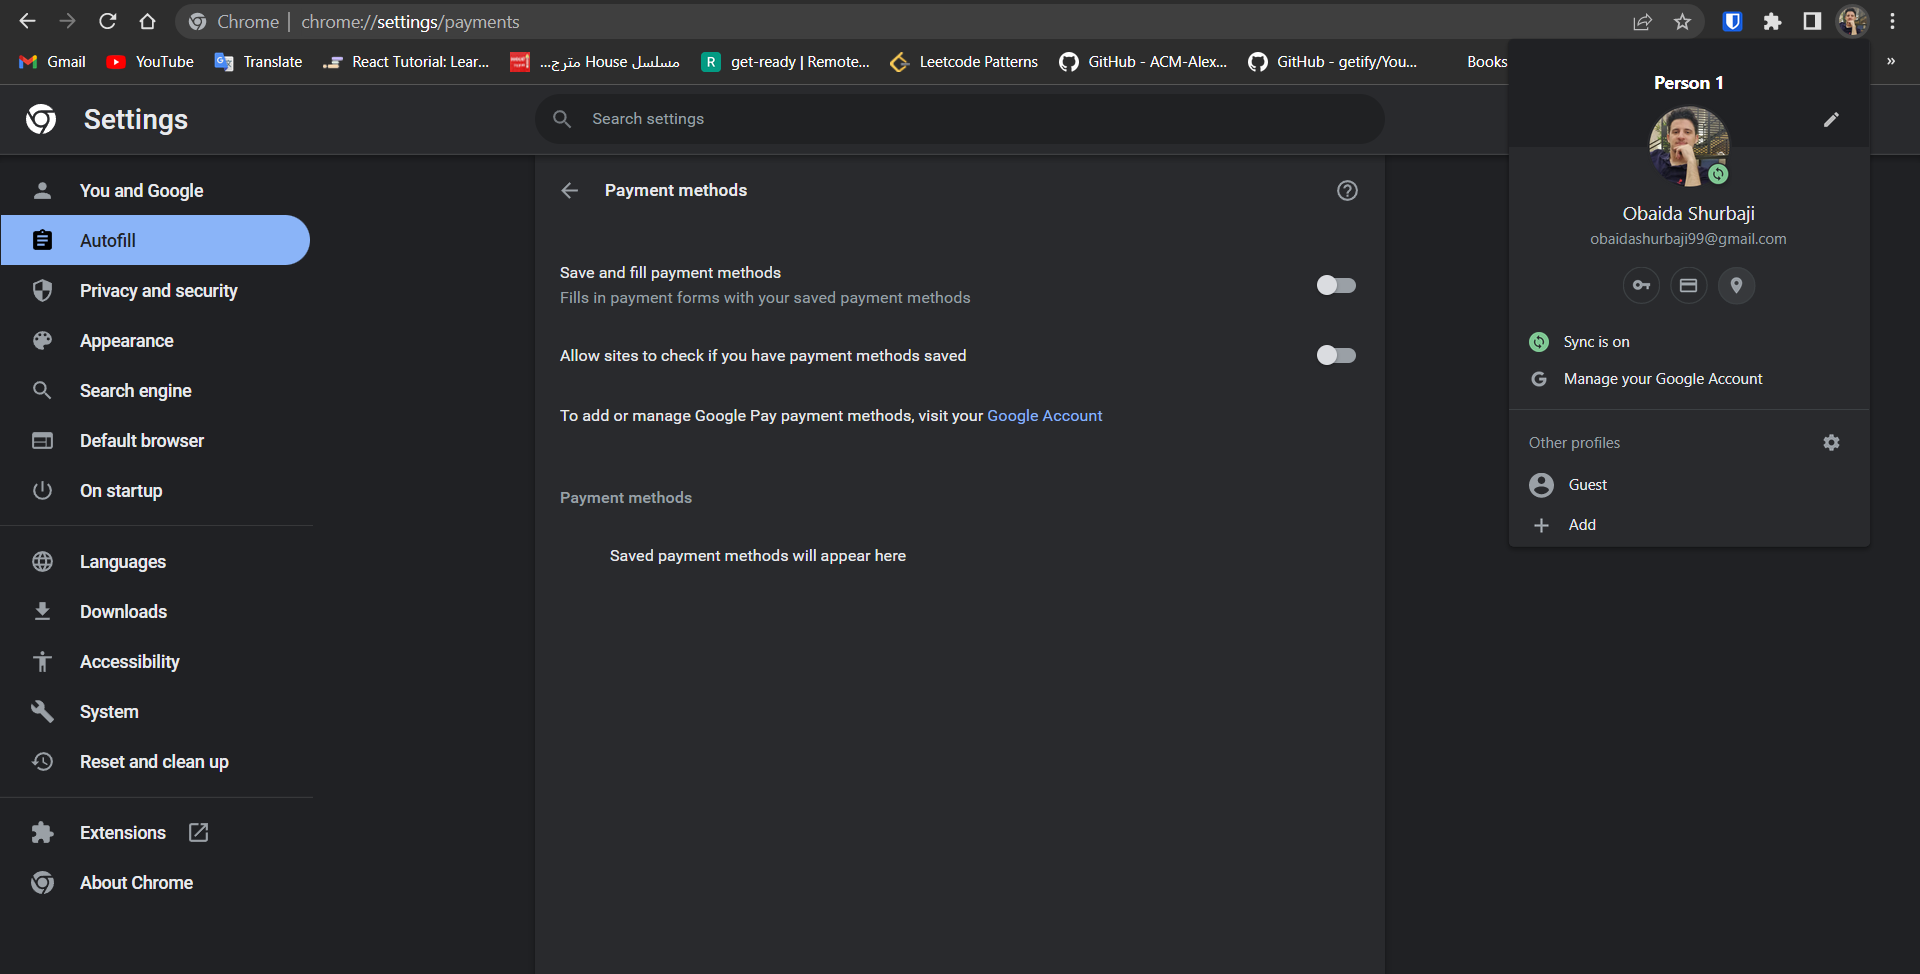 Chrome | chrome://settings/payments
Gmail
YouTube
Translate
React Tutorial: Lear...
مسلسل House مترج...
get-ready | Remote...
Leetcode Patterns
GitHub - ACM-Alex...
GitHub - getify/You...
Books
»
Settings
Search settings
You and Google
Autofill
Privacy and security
Appearance
Search engine
Default browser
On startup
Languages
Downloads
Accessibility
System
Reset and clean up
Extensions
About Chrome
Payment methods
Save and fill payment methods
Fills in payment forms with your saved payment methods
Allow sites to check if you have payment methods saved
To add or manage Google Pay payment methods, visit your Google Account
Payment methods
Saved payment methods will appear here
Person 1
Obaida Shurbaji
obaidashurbaji99@gmail.com
Sync is on
Manage your Google Account
Other profiles
Guest
Add